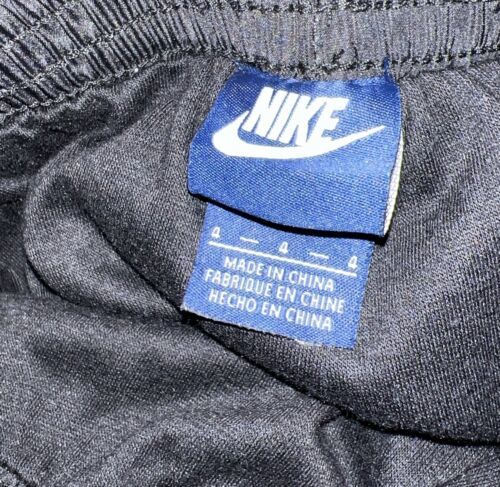 NIKE
4 — 4 — 4
MADE IN CHINA
FABRIQUE EN CHINE
HECHO EN CHINA